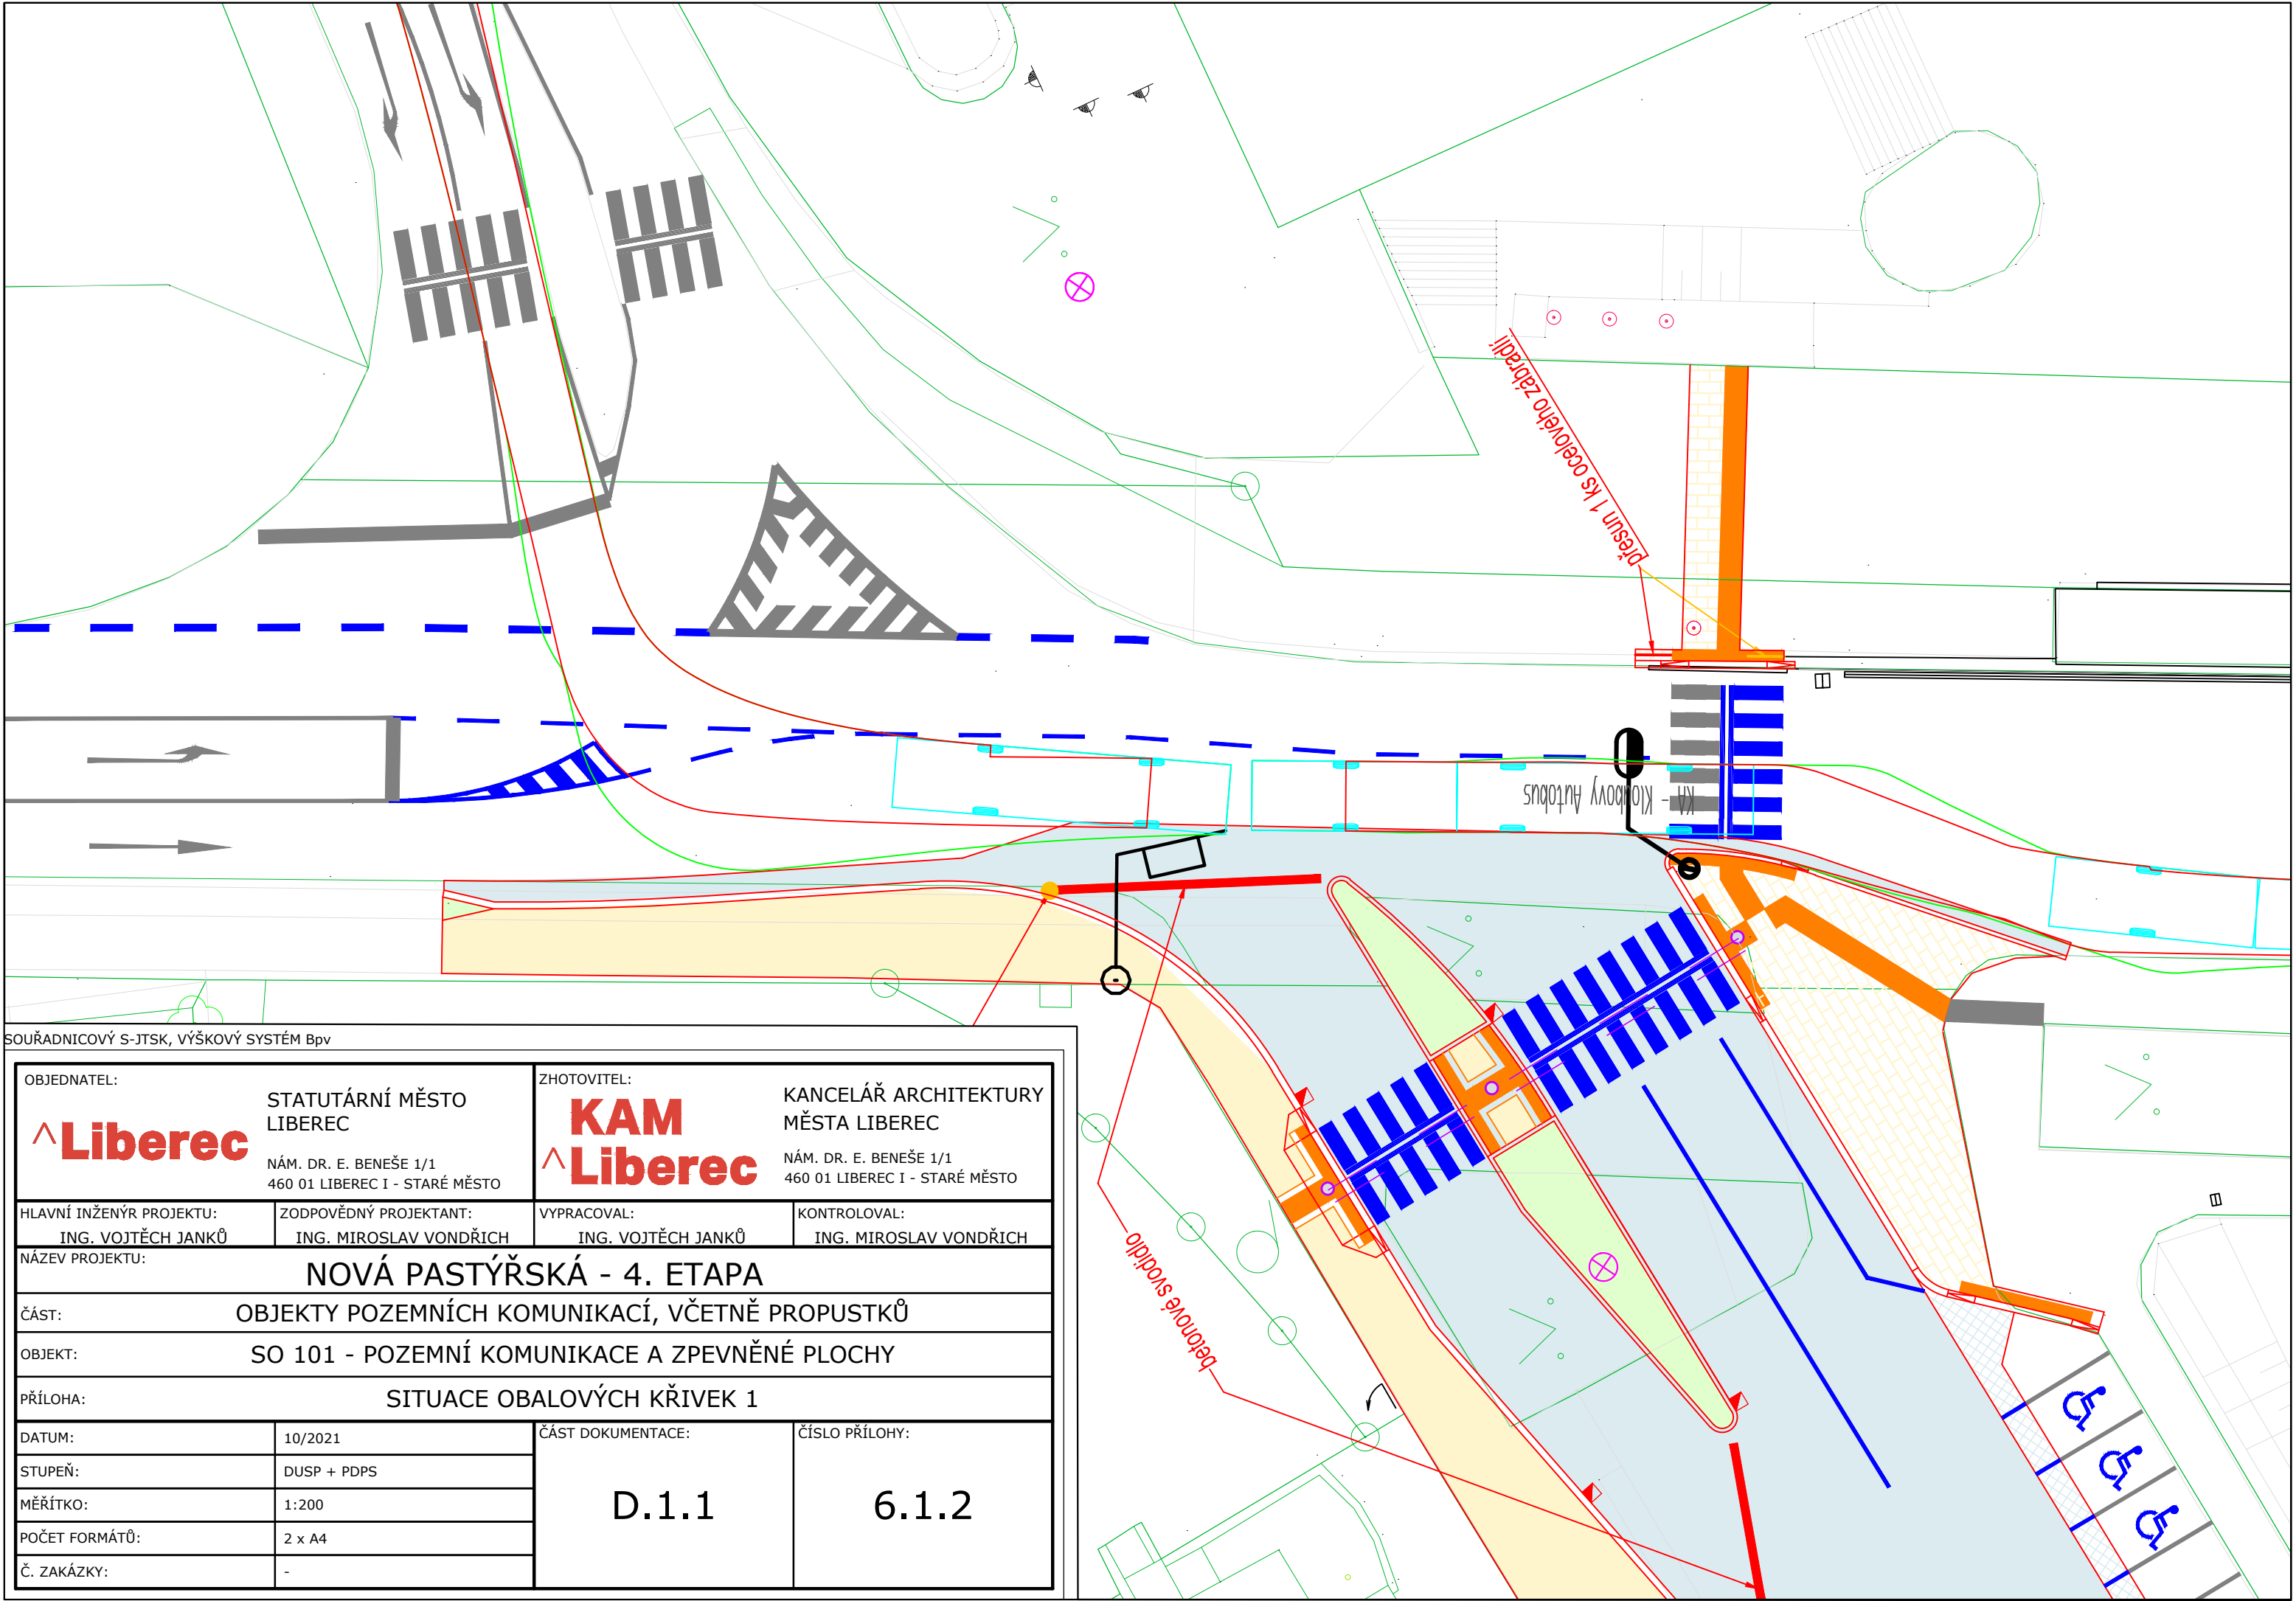 přesun 1 ks ocelového zábradlí
KA - Kloubovy Autobus
betonové svodidlo
SOUŘADNICOVÝ S-JTSK, VÝŠKOVÝ SYSTÉM Bpv
OBJEDNATEL:
^Liberec
STATUTÁRNÍ MĚSTO
LIBEREC
NÁM. DR. E. BENEŠE 1/1
460 01 LIBEREC I - STARÉ MĚSTO
ZHOTOVITEL:
KAM
^Liberec
KANCELÁŘ ARCHITEKTURY
MĚSTA LIBEREC
NÁM. DR. E. BENEŠE 1/1
460 01 LIBEREC I - STARÉ MĚSTO
HLAVNÍ INŽENÝR PROJEKTU:
ING. VOJTĚCH JANKŮ
ZODPOVĚDNÝ PROJEKTANT:
ING. MIROSLAV VONDŘICH
VYPRACOVAL:
ING. VOJTĚCH JANKŮ
KONTROLOVAL:
ING. MIROSLAV VONDŘICH
NÁZEV PROJEKTU:
NOVÁ PASTÝŘSKÁ - 4. ETAPA
ČÁST:
OBJEKTY POZEMNÍCH KOMUNIKACÍ, VČETNĚ PROPUSTKŮ
OBJEKT:
SO 101 - POZEMNÍ KOMUNIKACE A ZPEVNĚNÉ PLOCHY
PŘÍLOHA:
SITUACE OBALOVÝCH KŘIVEK 1
DATUM:
10/2021
STUPEŇ:
DUSP + PDPS
MĚŘÍTKO:
1:200
POČET FORMÁTŮ:
2 x A4
Č. ZAKÁZKY:
-
ČÁST DOKUMENTACE:
D.1.1
ČÍSLO PŘÍLOHY:
6.1.2